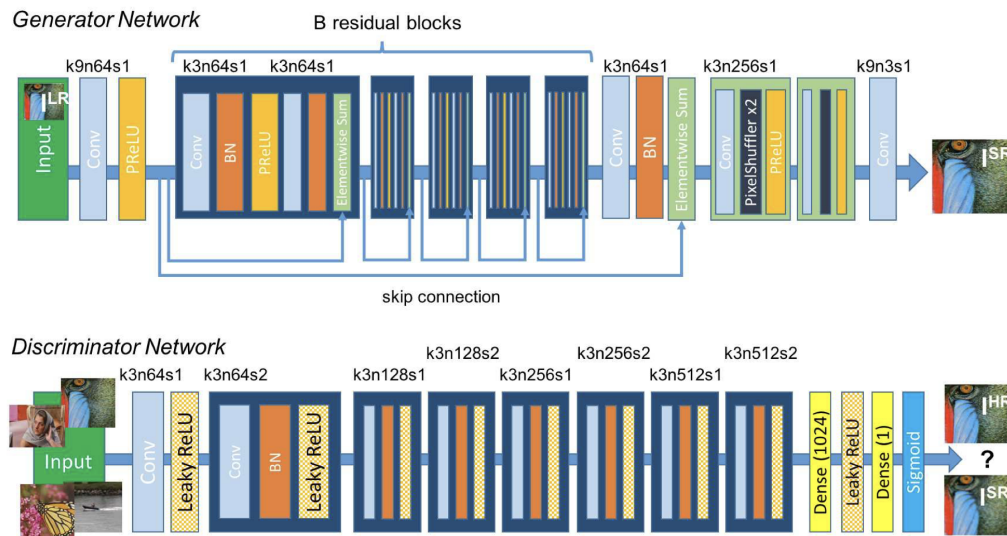 Generator Network
B residual blocks
k9n64s1
k3n64s1 k3n64s1
k3n64s1
k3n256s1
k9n3s1
I^LR
Input
Conv
PReLU
Conv
BN
PReLU
Elementwise Sum
Conv
BN
Elementwise Sum
Conv
PixelShuffler x2
PReLU
Conv
I^SR
skip connection
Discriminator Network
k3n128s2
k3n256s2
k3n512s2
k3n64s1
k3n64s2
k3n128s1
k3n256s1
k3n512s1
Input
Conv
Leaky ReLU
Conv
BN
Leaky ReLU
Dense (1024)
Leaky ReLU
Dense (1)
Sigmoid
I^HR
?
I^SR